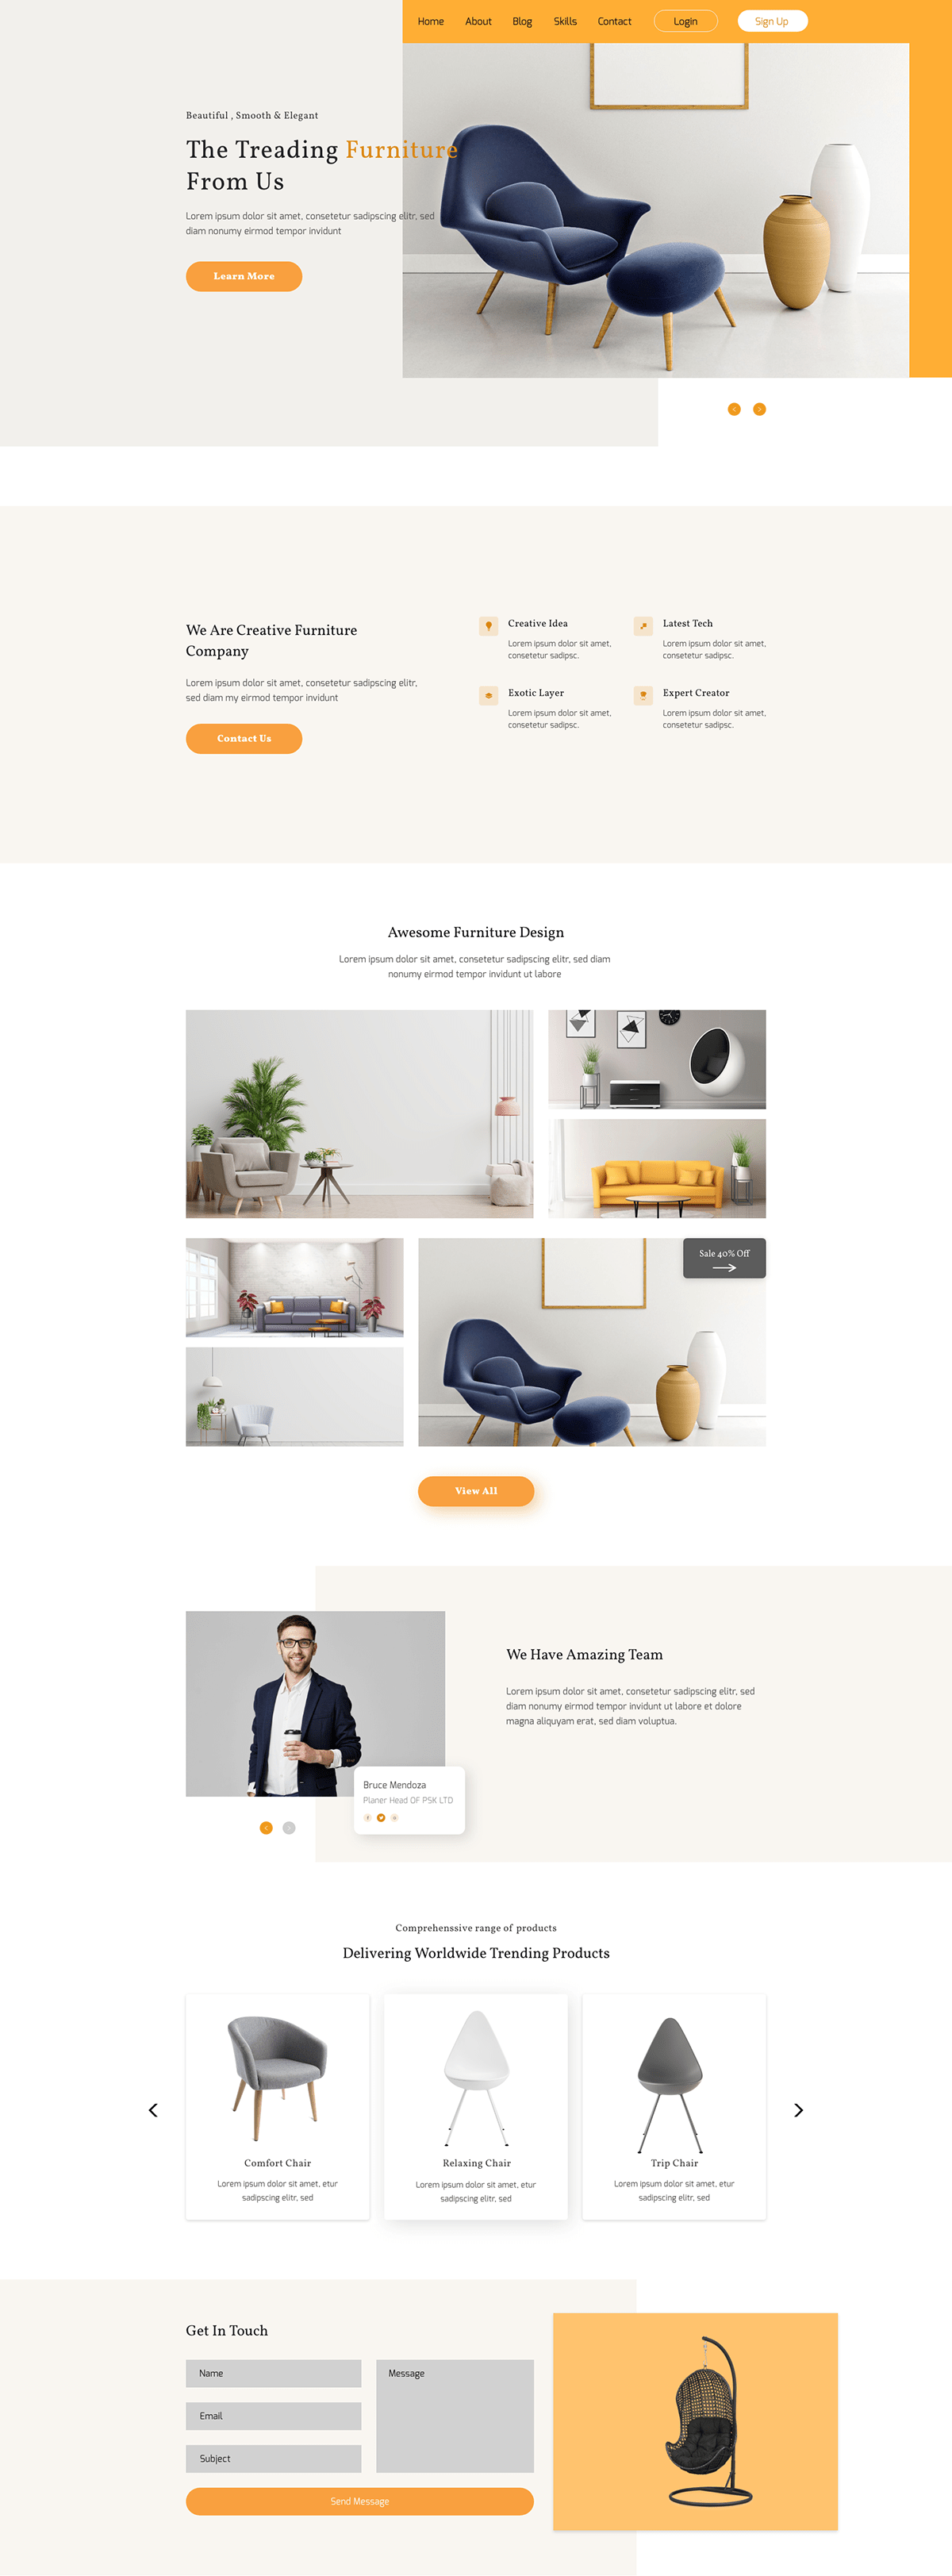 Home About Blog Skills Contact Login Sign Up
Beautiful , Smooth & Elegant
The Treading Furniture
From Us
Lorem ipsum dolor sit amet, consetetur sadipscing elitr, sed
diam nonumy eirmod tempor invidunt
Learn More
We Are Creative Furniture
Company
Lorem ipsum dolor sit amet, consetetur sadipscing elitr,
sed diam my eirmod tempor invidunt
Contact Us
Creative Idea
Lorem ipsum dolor sit amet,
consetetur sadipsc.
Latest Tech
Lorem ipsum dolor sit amet,
consetetur sadipsc.
Exotic Layer
Lorem ipsum dolor sit amet,
consetetur sadipsc.
Expert Creator
Lorem ipsum dolor sit amet,
consetetur sadipsc.
Awesome Furniture Design
Lorem ipsum dolor sit amet, consetetur sadipscing elitr, sed diam
nonumy eirmod tempor invidunt ut labore
Sale 40% Off
View All
We Have Amazing Team
Lorem ipsum dolor sit amet, consetetur sadipscing elitr, sed
diam nonumy eirmod tempor invidunt ut labore et dolore
magna aliquyam erat, sed diam voluptua.
Bruce Mendoza
Planer Head OF PSK LTD
Comprehenssive range of products
Delivering Worldwide Trending Products
Comfort Chair
Lorem ipsum dolor sit amet, etur
sadipscing elitr, sed
Relaxing Chair
Lorem ipsum dolor sit amet, etur
sadipscing elitr, sed
Trip Chair
Lorem ipsum dolor sit amet, etur
sadipscing elitr, sed
Get In Touch
Name
Email
Subject
Message
Send Message